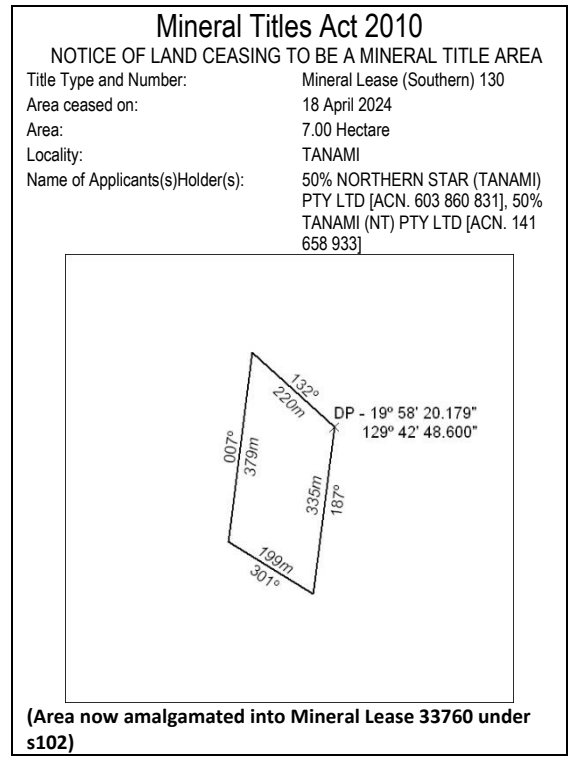 Mineral Titles Act 2010
NOTICE OF LAND CEASING TO BE A MINERAL TITLE AREA
Title Type and Number: Mineral Lease (Southern) 130
Area ceased on: 18 April 2024
Area: 7.00 Hectare
Locality: TANAMI
Name of Applicants(s)Holder(s): 50% NORTHERN STAR (TANAMI)
PTY LTD [ACN. 603 860 831], 50%
TANAMI (NT) PTY LTD [ACN. 141
658 933]
132°
220m
DP - 19° 58' 20.179"
129° 42' 48.600"
007°
379m
335m
187°
199m
301°
(Area now amalgamated into Mineral Lease 33760 under
s102)